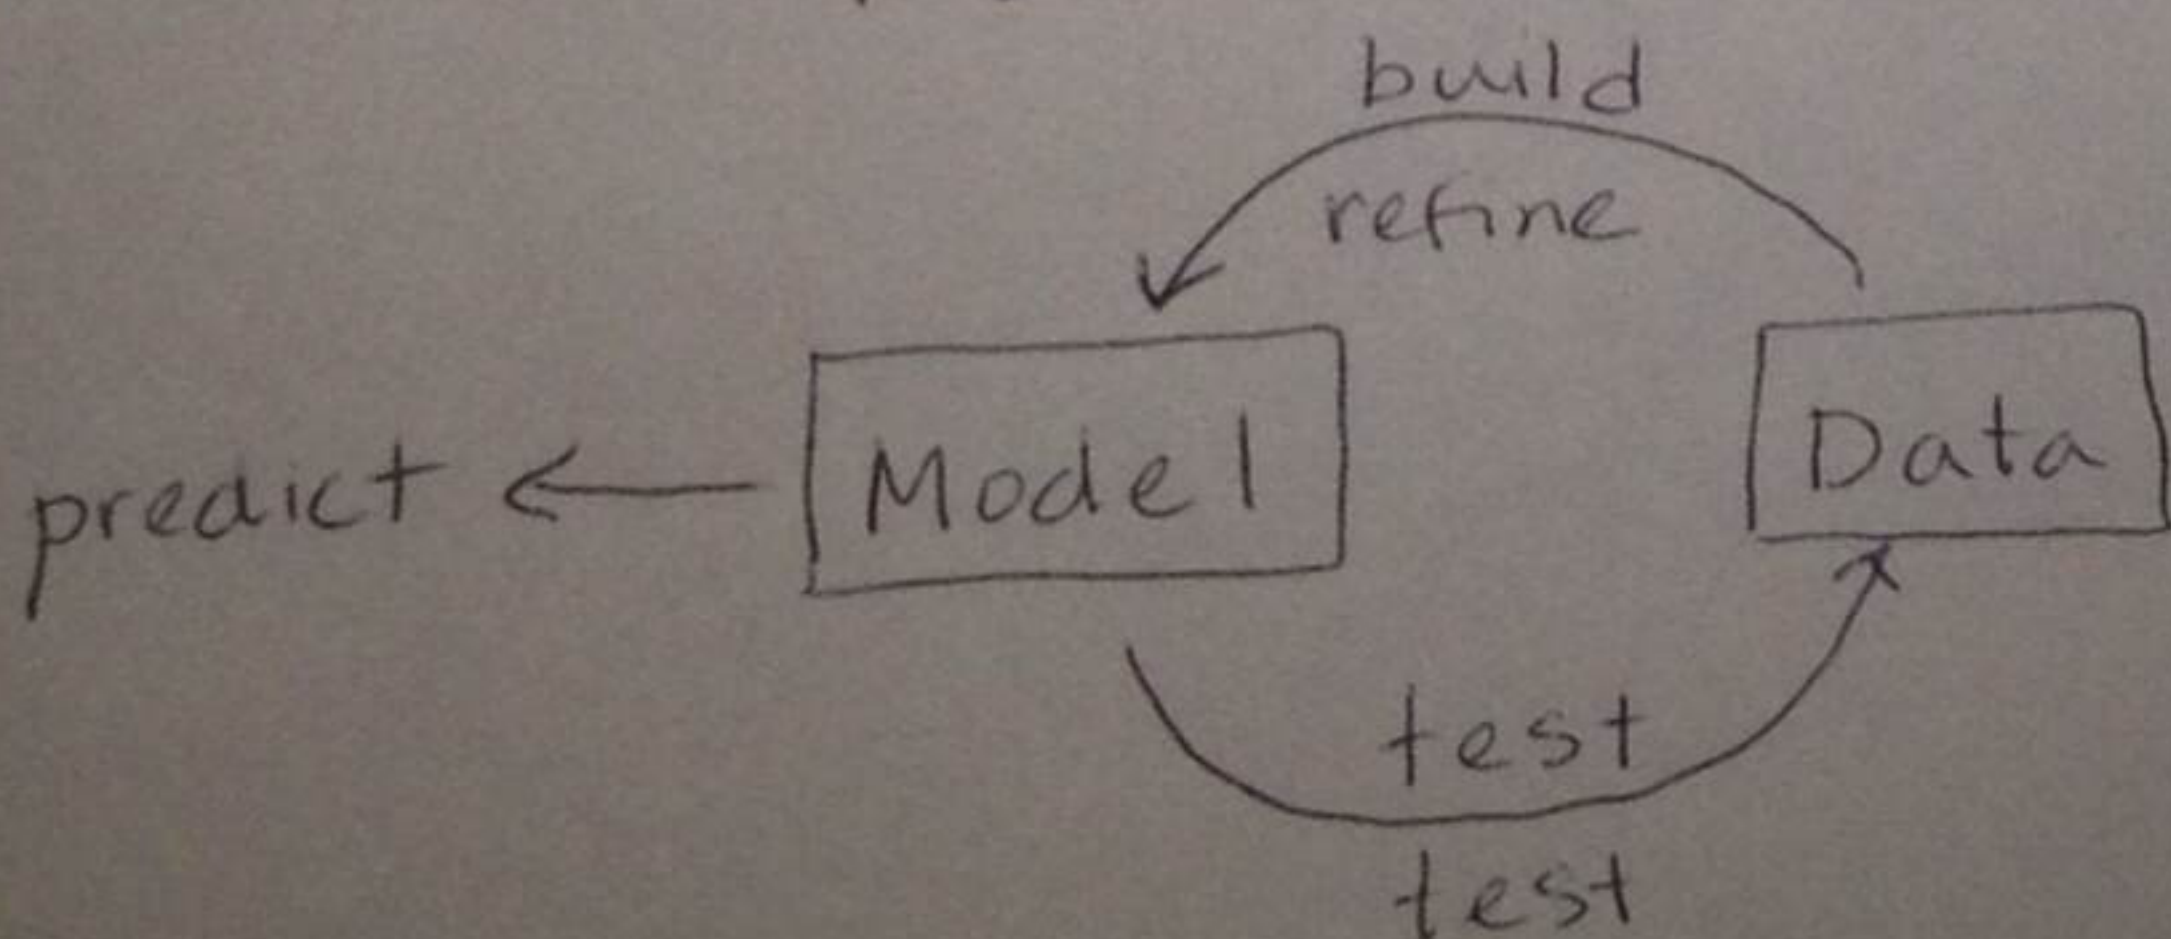 build
refine
predict
Model
Data
test
test